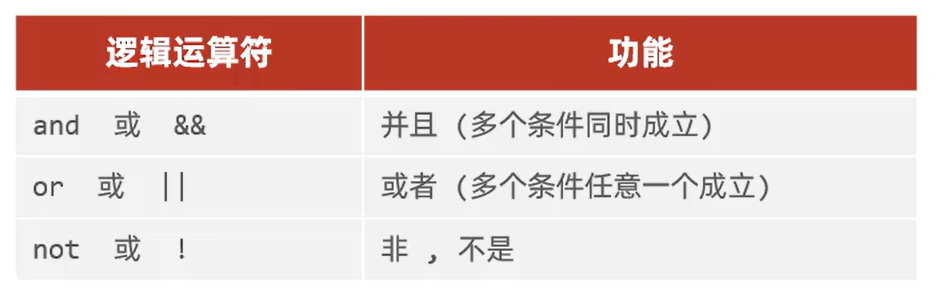 逻辑运算符 功能
and 或 && 并且 (多个条件同时成立)
or 或 || 或者 (多个条件任意一个成立)
not 或 ! 非 , 不是